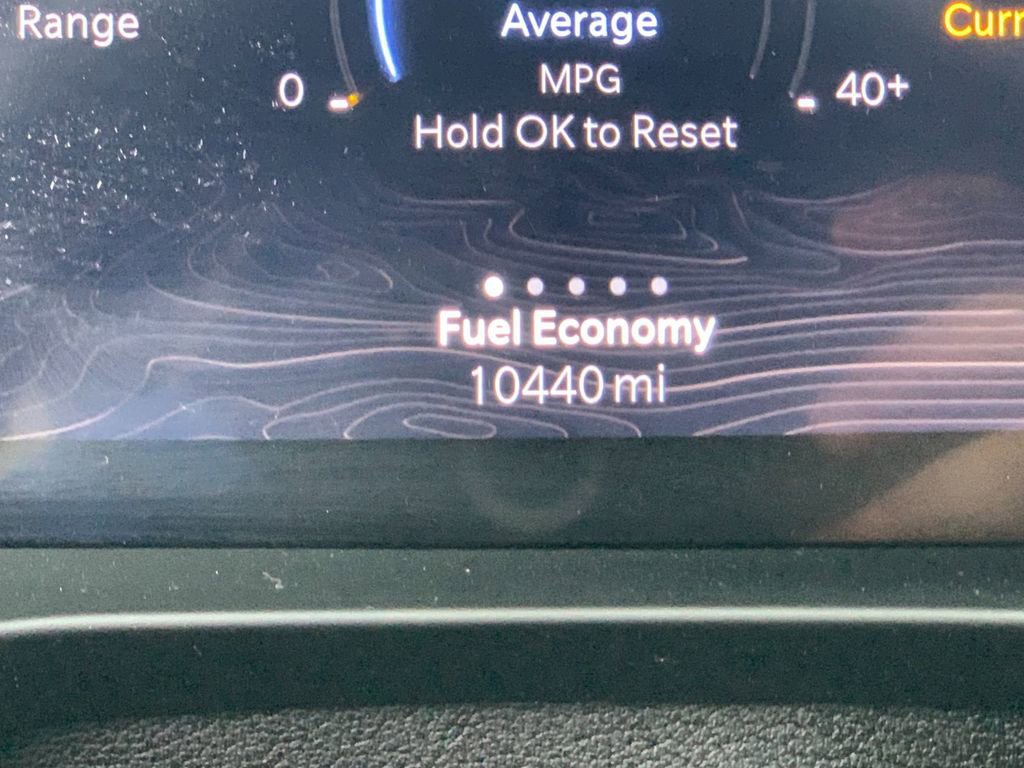 Range
Average
Curr
MPG
0
40+
Hold OK to Reset
Fuel Economy
10440 mi